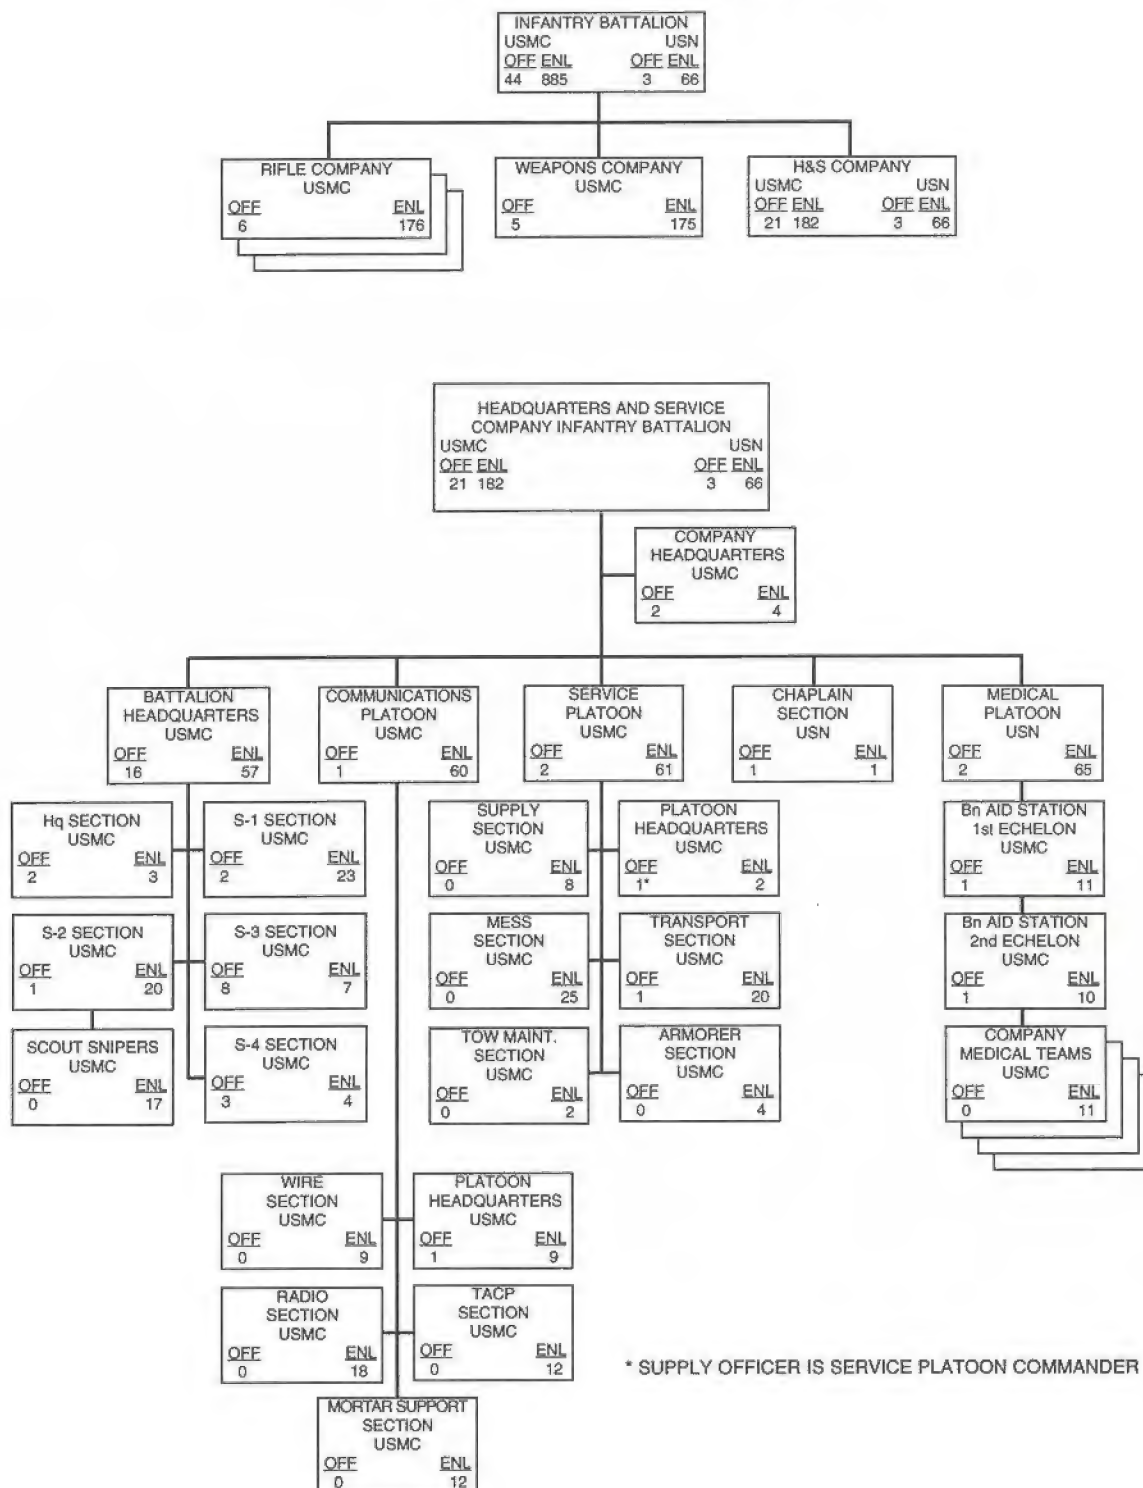 INFANTRY BATTALION
USMC USN
OFF ENL OFF ENL
44 885 3 66
RIFLE COMPANY
USMC
OFF ENL
6 176
WEAPONS COMPANY
USMC
OFF ENL
5 175
H&S COMPANY
USMC USN
OFF ENL OFF ENL
21 182 3 66
HEADQUARTERS AND SERVICE
COMPANY INFANTRY BATTALION
USMC USN
OFF ENL OFF ENL
21 182 3 66
COMPANY
HEADQUARTERS
USMC
OFF ENL
2 4
BATTALION
HEADQUARTERS
USMC
OFF ENL
16 57
COMMUNICATIONS
PLATOON
USMC
OFF ENL
1 60
SERVICE
PLATOON
USMC
OFF ENL
2 61
CHAPLAIN
SECTION
USN
OFF ENL
1 1
MEDICAL
PLATOON
USN
OFF ENL
2 65
Hq SECTION
USMC
OFF ENL
2 3
S-1 SECTION
USMC
OFF ENL
2 23
SUPPLY
SECTION
USMC
OFF ENL
0 8
PLATOON
HEADQUARTERS
USMC
OFF ENL
1* 2
Bn AID STATION
1st ECHELON
USMC
OFF ENL
1 11
S-2 SECTION
USMC
OFF ENL
1 20
S-3 SECTION
USMC
OFF ENL
8 7
MESS
SECTION
USMC
OFF ENL
0 25
TRANSPORT
SECTION
USMC
OFF ENL
1 20
Bn AID STATION
2nd ECHELON
USMC
OFF ENL
1 10
SCOUT SNIPERS
USMC
OFF ENL
0 17
S-4 SECTION
USMC
OFF ENL
3 4
TOW MAINT.
SECTION
USMC
OFF ENL
0 2
ARMORER
SECTION
USMC
OFF ENL
0 4
COMPANY
MEDICAL TEAMS
USMC
OFF ENL
0 11
WIRE
SECTION
USMC
OFF ENL
0 9
PLATOON
HEADQUARTERS
USMC
OFF ENL
1 9
RADIO
SECTION
USMC
OFF ENL
0 18
TACP
SECTION
USMC
OFF ENL
0 12
* SUPPLY OFFICER IS SERVICE PLATOON COMMANDER
MORTAR SUPPORT
SECTION
USMC
OFF ENL
0 12